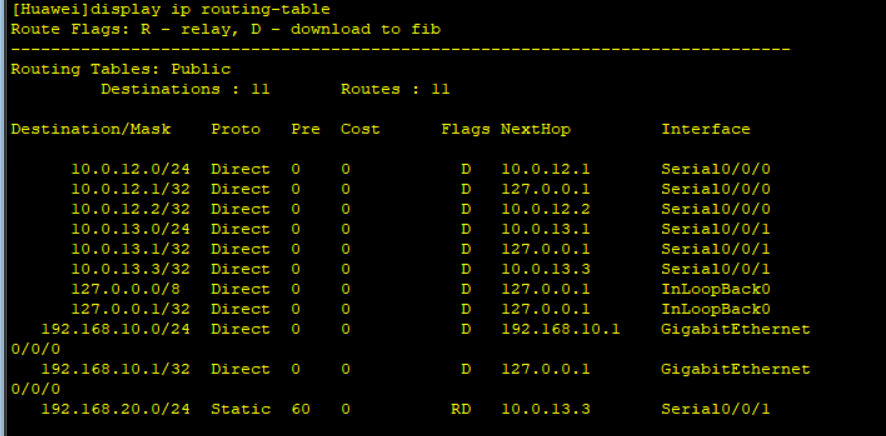 [Huawei]display ip routing-table
Route Flags: R - relay, D - download to fib
------------------------------------------------------------------------------
Routing Tables: Public
         Destinations : 11       Routes : 11

Destination/Mask    Proto   Pre  Cost      Flags NextHop         Interface

      10.0.12.0/24  Direct  0    0           D   10.0.12.1       Serial0/0/0
      10.0.12.1/32  Direct  0    0           D   127.0.0.1       Serial0/0/0
      10.0.12.2/32  Direct  0    0           D   10.0.12.2       Serial0/0/0
      10.0.13.0/24  Direct  0    0           D   10.0.13.1       Serial0/0/1
      10.0.13.1/32  Direct  0    0           D   127.0.0.1       Serial0/0/1
      10.0.13.3/32  Direct  0    0           D   10.0.13.3       Serial0/0/1
      127.0.0.0/8   Direct  0    0           D   127.0.0.1       InLoopBack0
      127.0.0.1/32  Direct  0    0           D   127.0.0.1       InLoopBack0
   192.168.10.0/24  Direct  0    0           D   192.168.10.1    GigabitEthernet
0/0/0
   192.168.10.1/32  Direct  0    0           D   127.0.0.1       GigabitEthernet
0/0/0
   192.168.20.0/24  Static  60   0          RD   10.0.13.3       Serial0/0/1